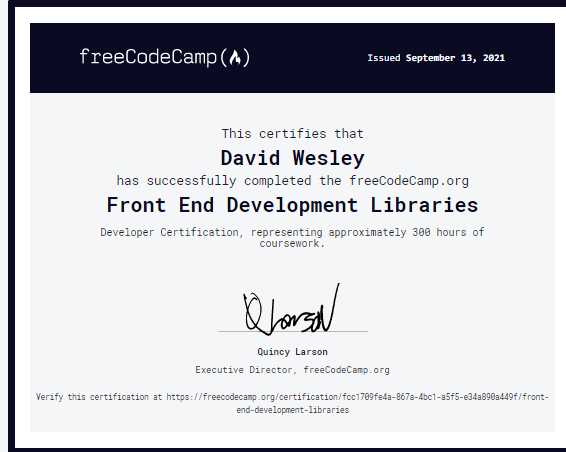 freeCodeCamp(🔥)
Issued September 13, 2021
This certifies that
David Wesley
has successfully completed the freeCodeCamp.org
Front End Development Libraries
Developer Certification, representing approximately 300 hours of
coursework.
Q Larson
Quincy Larson
Executive Director, freeCodeCamp.org
Verify this certification at https://freecodecamp.org/certification/fcc1709fe4a-867a-4bc1-a5f5-e34a890a449f/front-
end-development-libraries